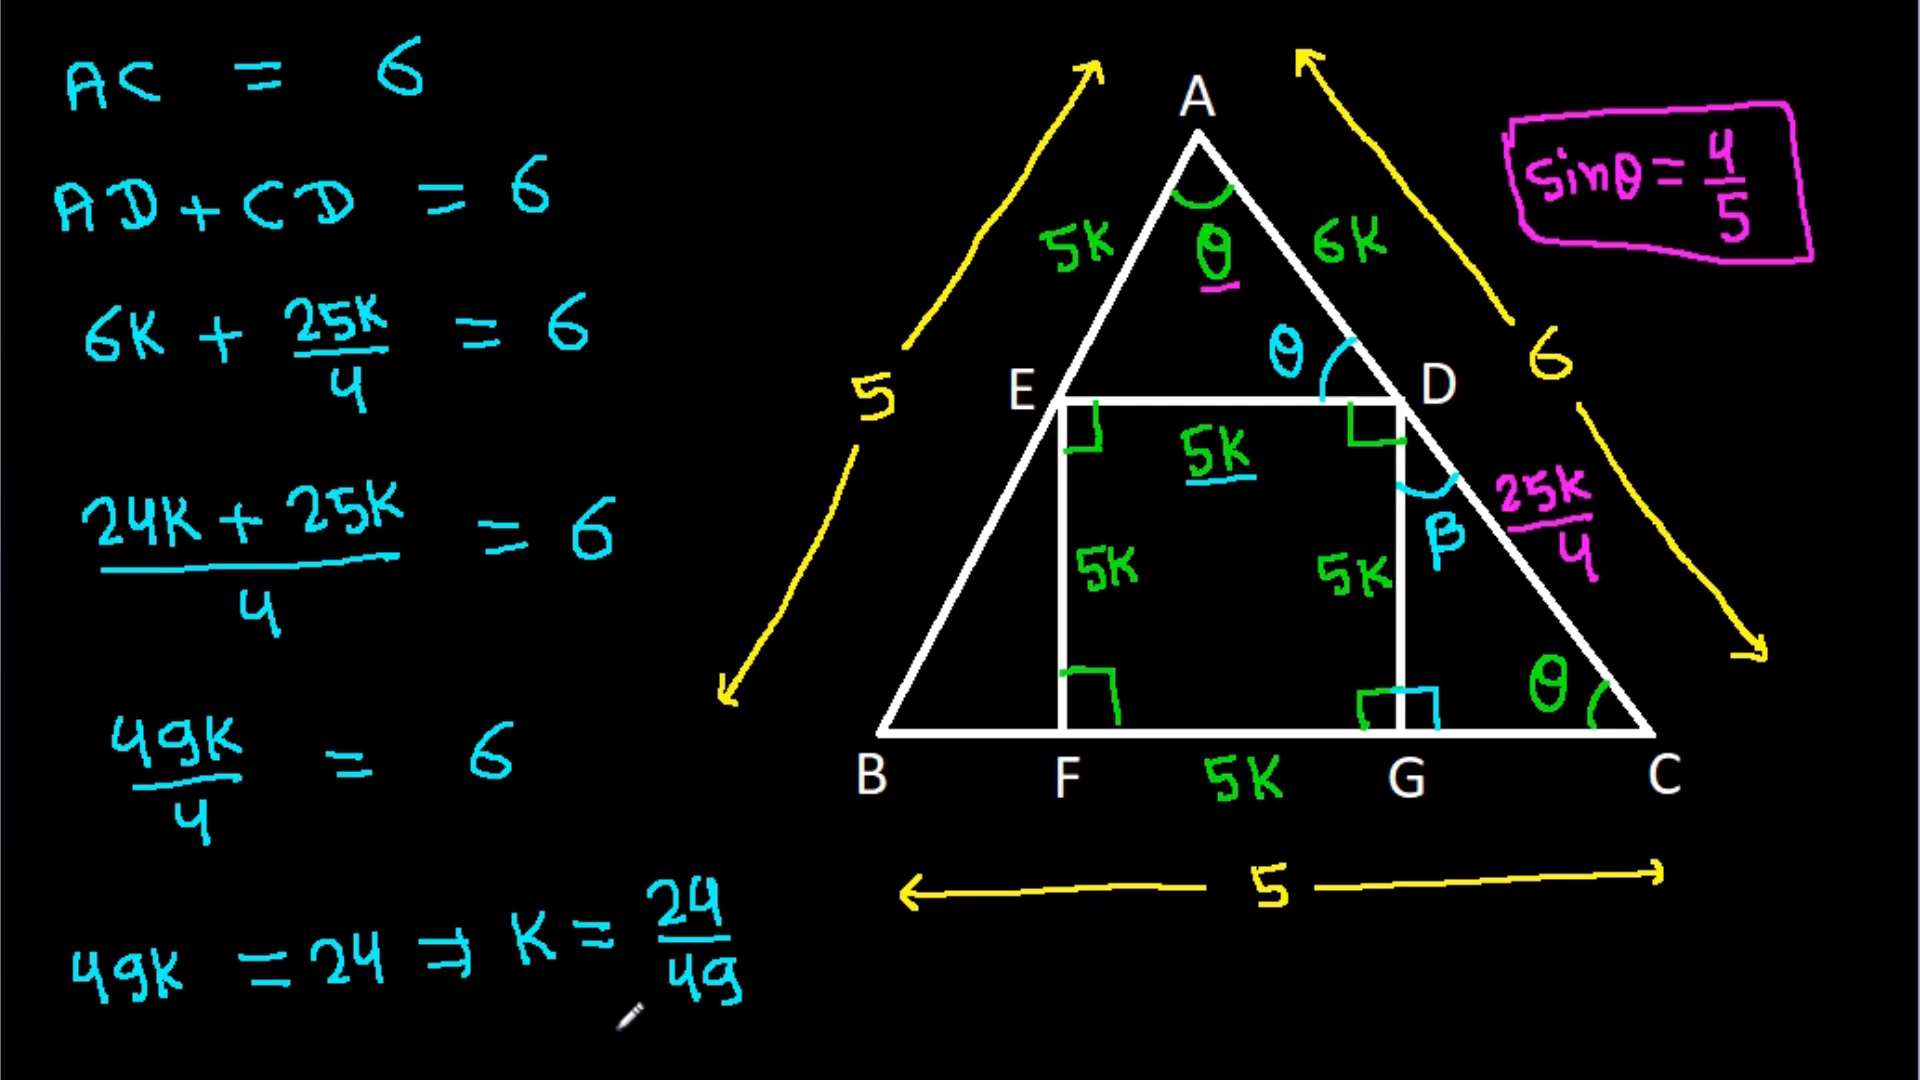 AC = 6
AD + CD = 6
6K + 25K/4 = 6
(24K + 25K)/4 = 6
49K/4 = 6
49K = 24 ⇒ K = 24/49
A
sinθ = 4/5
5K
θ
6K
θ
6
E
D
5
5K
25K/4
β
5K
5K
θ
B
F
5K
G
C
5